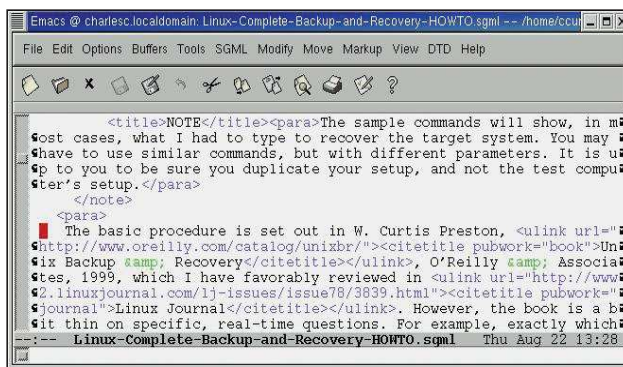 Emacs @ charlesc.localdomain: Linux-Complete-Backup-and-Recovery-HOWTO.sgml -- /home/ccur
File Edit Options Buffers Tools SGML Modify Move Markup View DTD Help
<title>NOTE</title><para>The sample commands will show, in m
ost cases, what I had to type to recover the target system. You may
have to use similar commands, but with different parameters. It is u
p to you to be sure you duplicate your setup, and not the test compu
ter's setup.</para>
</note>
<para>
The basic procedure is set out in W. Curtis Preston, <ulink url="
http://www.oreilly.com/catalog/unixbr/"><citetitle pubwork="book">Un
ix Backup &amp; Recovery</citetitle></ulink>, O'Reilly &amp; Associa
tes, 1999, which I have favorably reviewed in <ulink url="http://www
2.linuxjournal.com/lj-issues/issue78/3839.html"><citetitle pubwork="
journal">Linux Journal</citetitle></ulink>. However, the book is a b
it thin on specific, real-time questions. For example, exactly which
--:-- Linux-Complete-Backup-and-Recovery-HOWTO.sgml Thu Aug 22 13:28